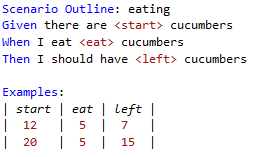 Scenario Outline: eating
Given there are <start> cucumbers
When I eat <eat> cucumbers
Then I should have <left> cucumbers
Examples:
| start | eat | left |
| 12 | 5 | 7 |
| 20 | 5 | 15 |